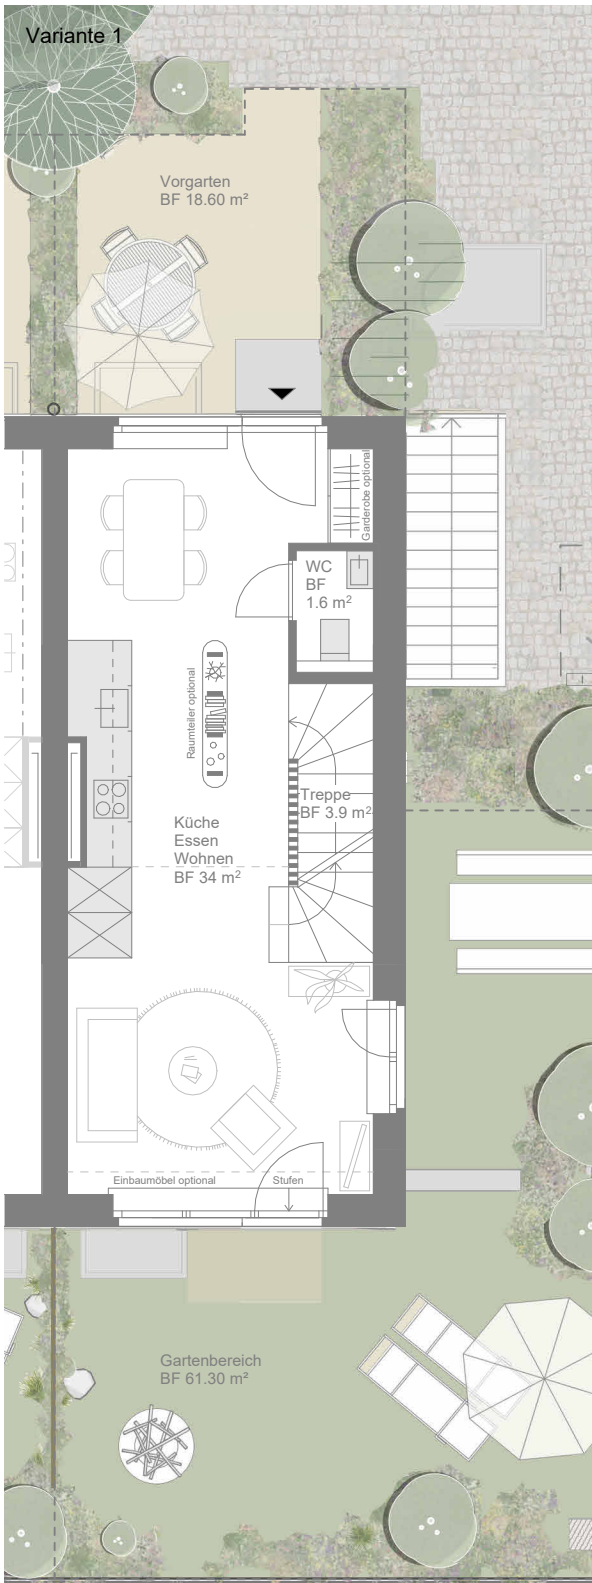 Variante 1
Vorgarten
BF 18.60 m²
Garderobe optional
WC
BF
1.6 m²
Raumteiler optional
Treppe
BF 3.9 m²
Küche
Essen
Wohnen
BF 34 m²
Einbaumöbel optional
Stufen
Gartenbereich
BF 61.30 m²